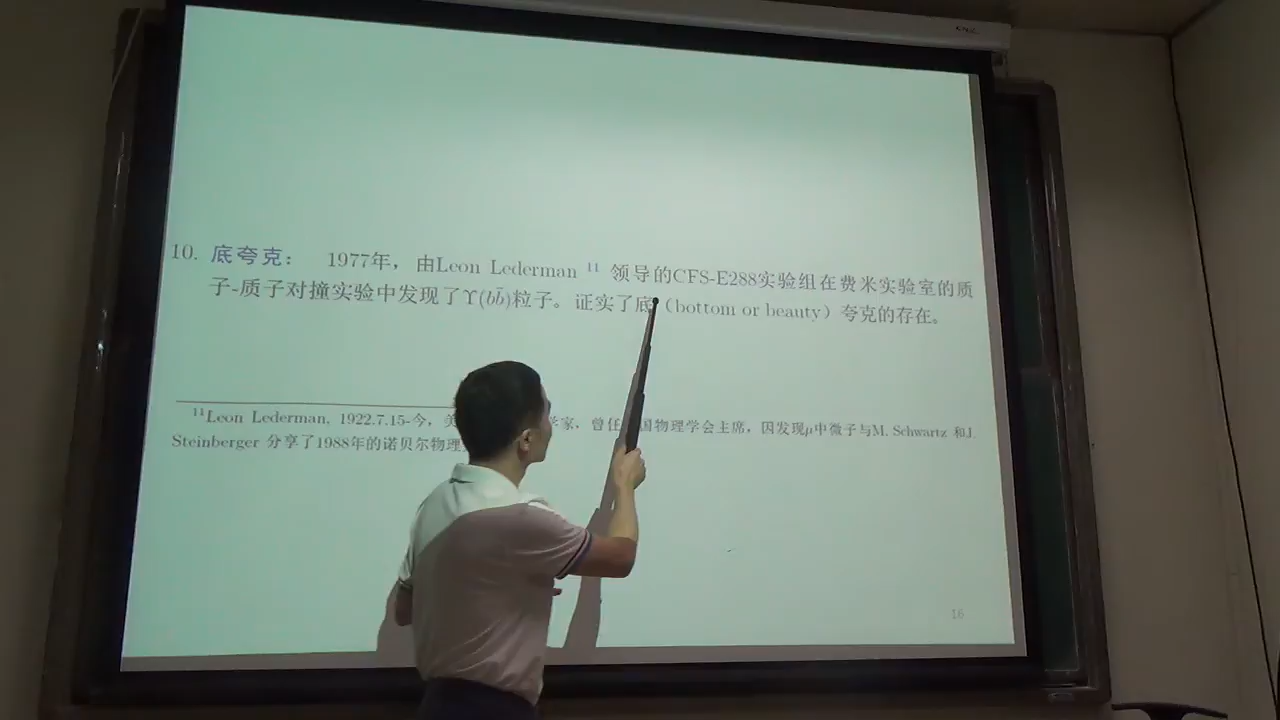 10. 底夸克： 1977年，由Leon Lederman 11 领导的CFS-E288实验组在费米实验室的质
子-质子对撞实验中发现了Υ(bb̄)粒子。证实了底（bottom or beauty）夸克的存在。
11Leon Lederman, 1922.7.15-今，美 学家，曾任 国物理学会主席，因发现μ中微子与M. Schwartz 和J.
Steinberger 分享了1988年的诺贝尔物理
16